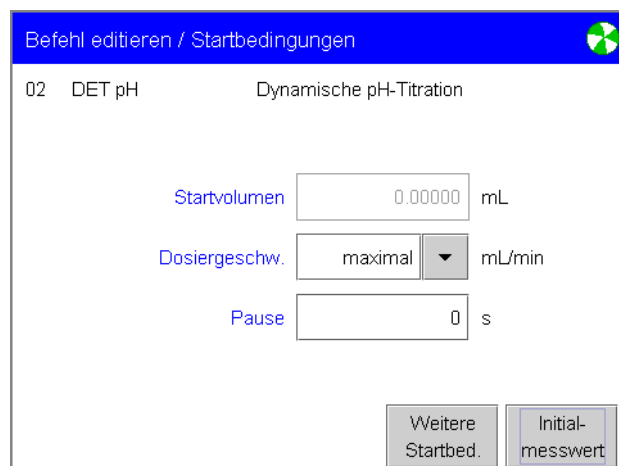 Befehl editieren / Startbedingungen
02 DET pH Dynamische pH-Titration
Startvolumen 0.00000 mL
Dosiergeschw. maximal mL/min
Pause 0 s
Weitere Startbed.
Initial-messwert